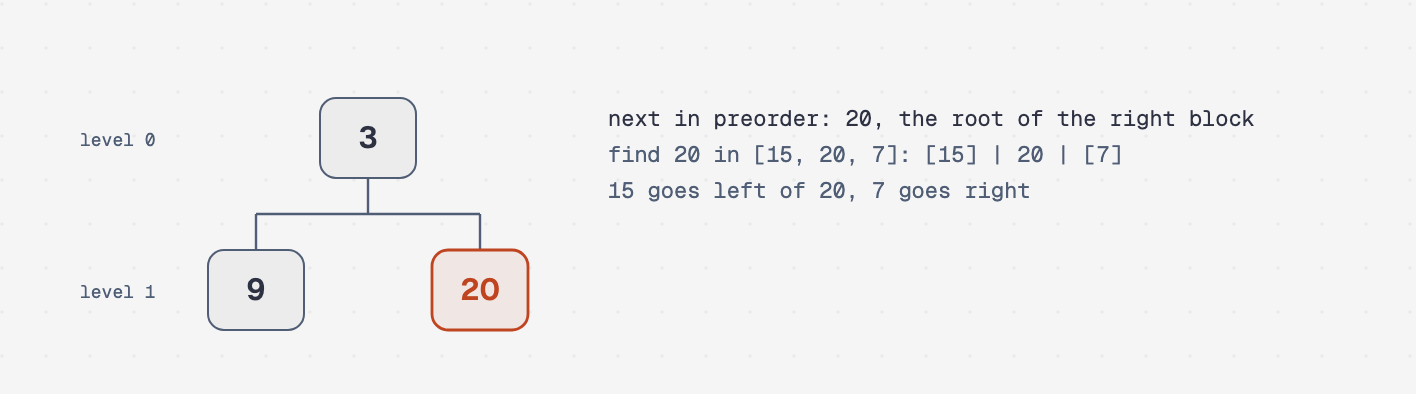 level 0
3
next in preorder: 20, the root of the right block
find 20 in [15, 20, 7]: [15] | 20 | [7]
15 goes left of 20, 7 goes right
level 1
9
20